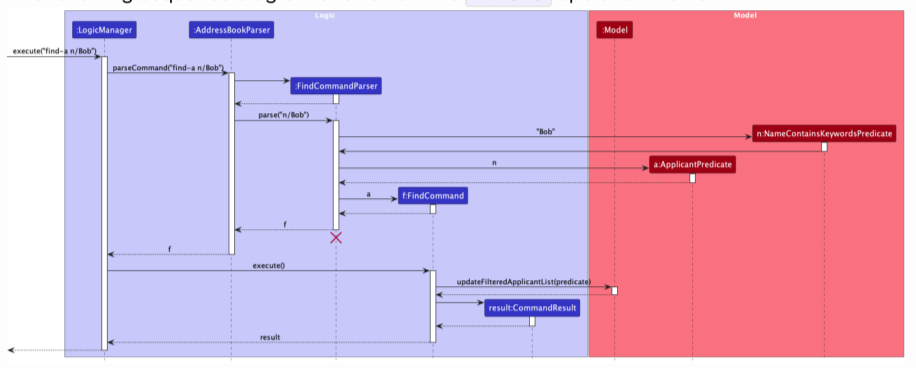 Logic
Model
:LogicManager
:AddressBookParser
:Model
execute("find-a n/Bob")
parseCommand("find-a n/Bob")
:FindCommandParser
parse("n/Bob")
"Bob"
n:NameContainsKeywordsPredicate
n
a:ApplicantPredicate
a
f:FindCommand
f
f
execute()
updateFilteredApplicantList(predicate)
result:CommandResult
result